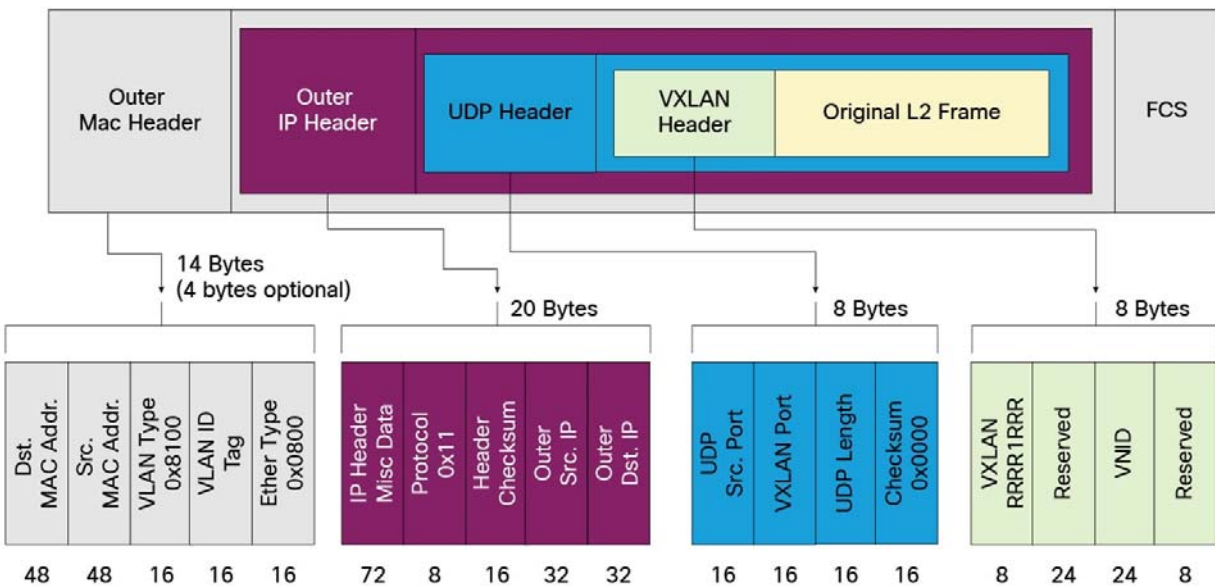 Outer
Mac Header
Outer
IP Header
UDP Header
VXLAN
Header
Original L2 Frame
FCS
14 Bytes
(4 bytes optional)
20 Bytes
8 Bytes
8 Bytes
Dst.
MAC Addr.
Src.
MAC Addr.
VLAN Type
0x8100
VLAN ID
Tag
Ether Type
0x0800
IP Header
Misc Data
Protocol
0x11
Header
Checksum
Outer
Src. IP
Outer
Dst. IP
UDP
Src. Port
VXLAN Port
UDP Length
Checksum
0x0000
VXLAN
RRRR1RRR
Reserved
VNID
Reserved
48 48 16 16 16 72 8 16 32 32 16 16 16 16 8 24 24 8